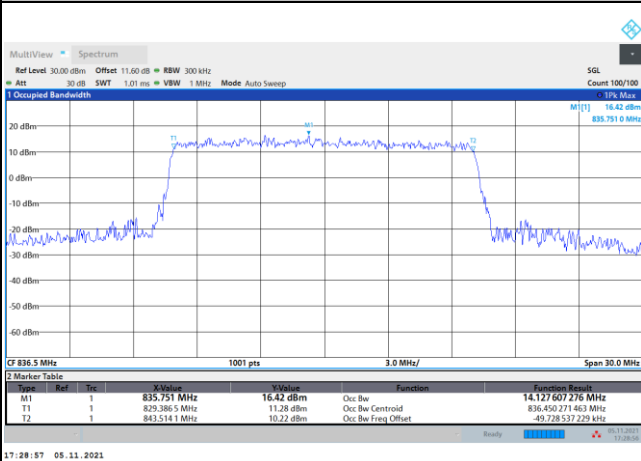 MultiView Spectrum
Ref Level 30.00 dBm Offset 11.60 dB RBW 300 kHz SGL
Att 30 dB SWT 1.01 ms VBW 1 MHz Mode Auto Sweep Count 100/100
1 Occupied Bandwidth 1Pk Max
M1[1] 16.42 dBm
835.751 0 MHz
M1
T1
T2
20 dBm
10 dBm
0 dBm
-10 dBm
-20 dBm
-30 dBm
-40 dBm
-50 dBm
-60 dBm
CF 836.5 MHz 1001 pts 3.0 MHz/ Span 30.0 MHz
2 Marker Table
Type Ref Trc X-Value Y-Value Function Function Result
M1 1 835.751 MHz 16.42 dBm Occ Bw 14.127 607 276 MHz
T1 1 829.386 5 MHz 11.28 dBm Occ Bw Centroid 836.450 271 463 MHz
T2 1 843.514 1 MHz 10.22 dBm Occ Bw Freq Offset -49.728 537 229 kHz
Ready 05.11.2021
17:28:56
17:28:57 05.11.2021